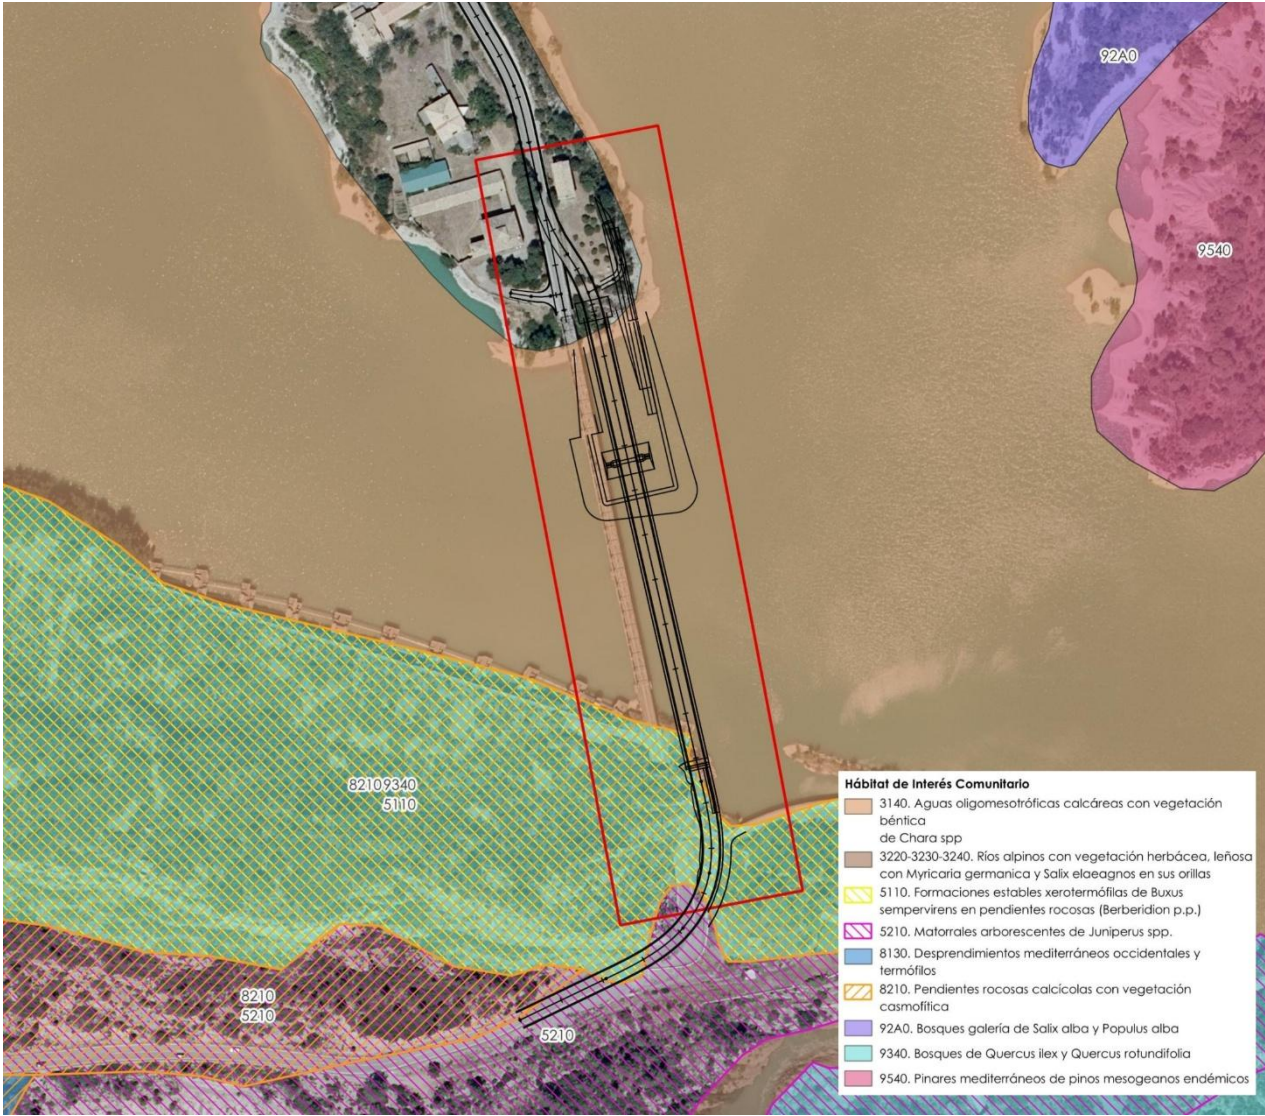 92A0
9540
82109340
5110
8210
5210
5210
Hábitat de Interés Comunitario
3140. Aguas oligomesotróficas calcáreas con vegetación
béntica
de Chara spp
3220-3230-3240. Ríos alpinos con vegetación herbácea, leñosa
con Myricaria germanica y Salix elaeagnos en sus orillas
5110. Formaciones estables xerotermófilas de Buxus
sempervirens en pendientes rocosas (Berberidion p.p.)
5210. Matorrales arborescentes de Juniperus spp.
8130. Desprendimientos mediterráneos occidentales y
termófilos
8210. Pendientes rocosas calcícolas con vegetación
casmofítica
92A0. Bosques galería de Salix alba y Populus alba
9340. Bosques de Quercus ilex y Quercus rotundifolia
9540. Pinares mediterráneos de pinos mesogeanos endémicos